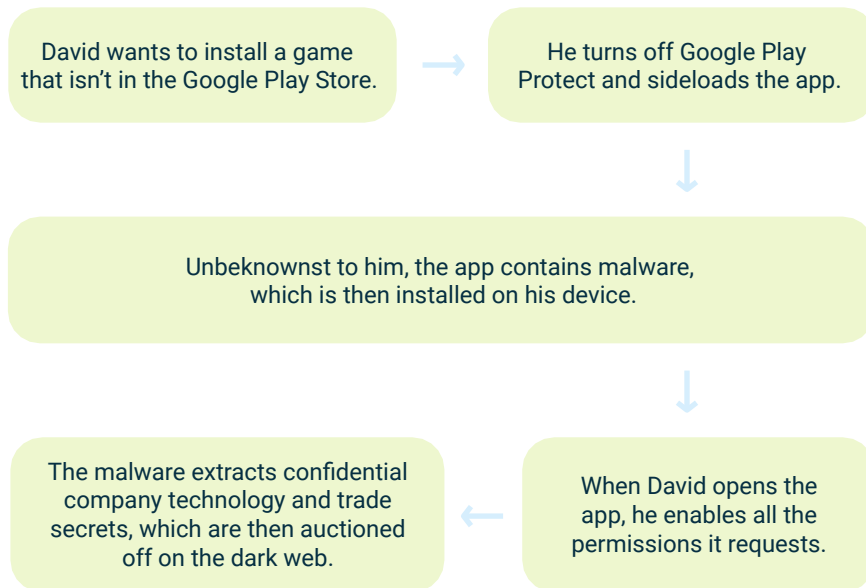 David wants to install a game
that isn’t in the Google Play Store.
He turns off Google Play
Protect and sideloads the app.
Unbeknownst to him, the app contains malware,
which is then installed on his device.
When David opens the
app, he enables all the
permissions it requests.
The malware extracts confidential
company technology and trade
secrets, which are then auctioned
off on the dark web.